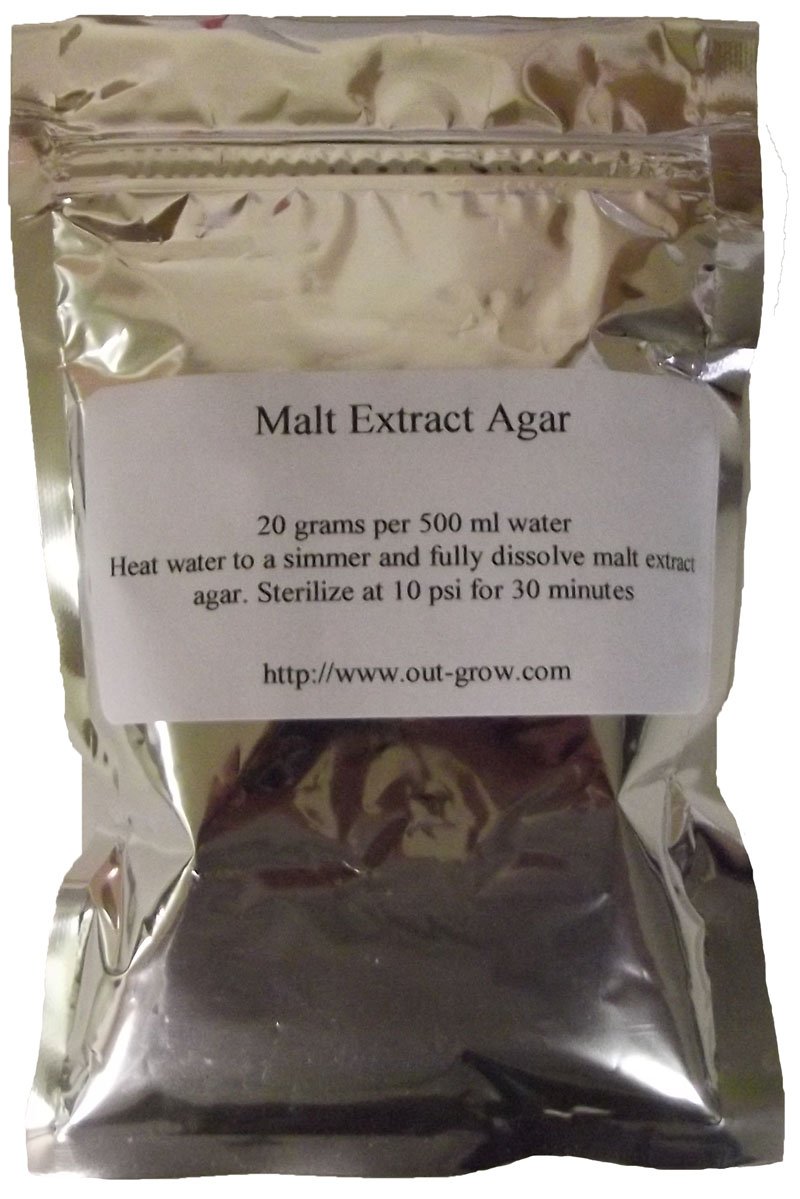 Malt Extract Agar
20 grams per 500 ml water
Heat water to a simmer and fully dissolve malt extract
agar. Sterilize at 10 psi for 30 minutes
http://www.out-grow.com